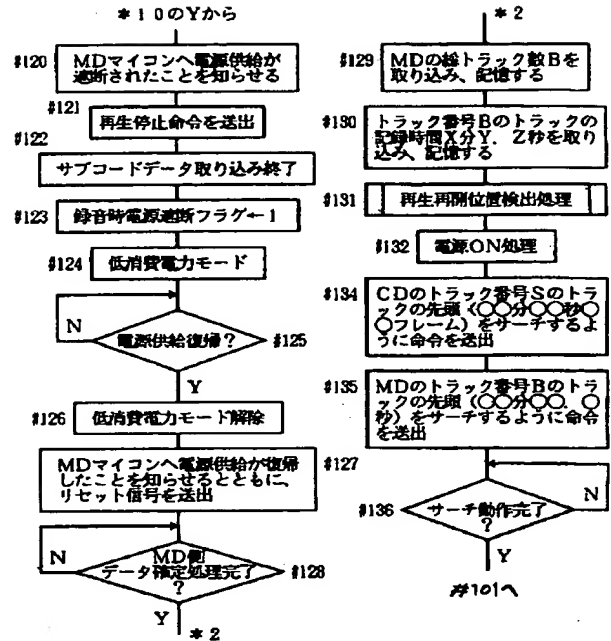 *10のYから
#120
MDマイコンへ電源供給が
遮断されたことを知らせる
#121
再生停止命令を送出
#122
サブコードデータ取り込み終了
#123
録音時電源遮断フラグ←1
#124
低消費電力モード
N
電源供給復帰?
#125
Y
#126
低消費電力モード解除
MDマイコンへ電源供給が復帰
したことを知らせるとともに、
リセット信号を送出
#127
N
MD側
データ確定処理完了
?
#128
Y
*2
*2
#129
MDの総トラック数Bを
取り込み、記憶する
#130
トラック番号Bのトラックの
記録時間X分Y.Z秒を取り
込み、記憶する
#131
再生再開位置検出処理
#132
電源ON処理
#134
CDのトラック番号Sのトラ
ックの先頭(○○分○○秒○
○フレーム)をサーチするよ
うに命令を送出
#135
MDのトラック番号Bのトラ
ックの先頭(○○分○○.○
秒)をサーチするように命令
を送出
N
#136
サーチ動作完了
?
Y
#101へ